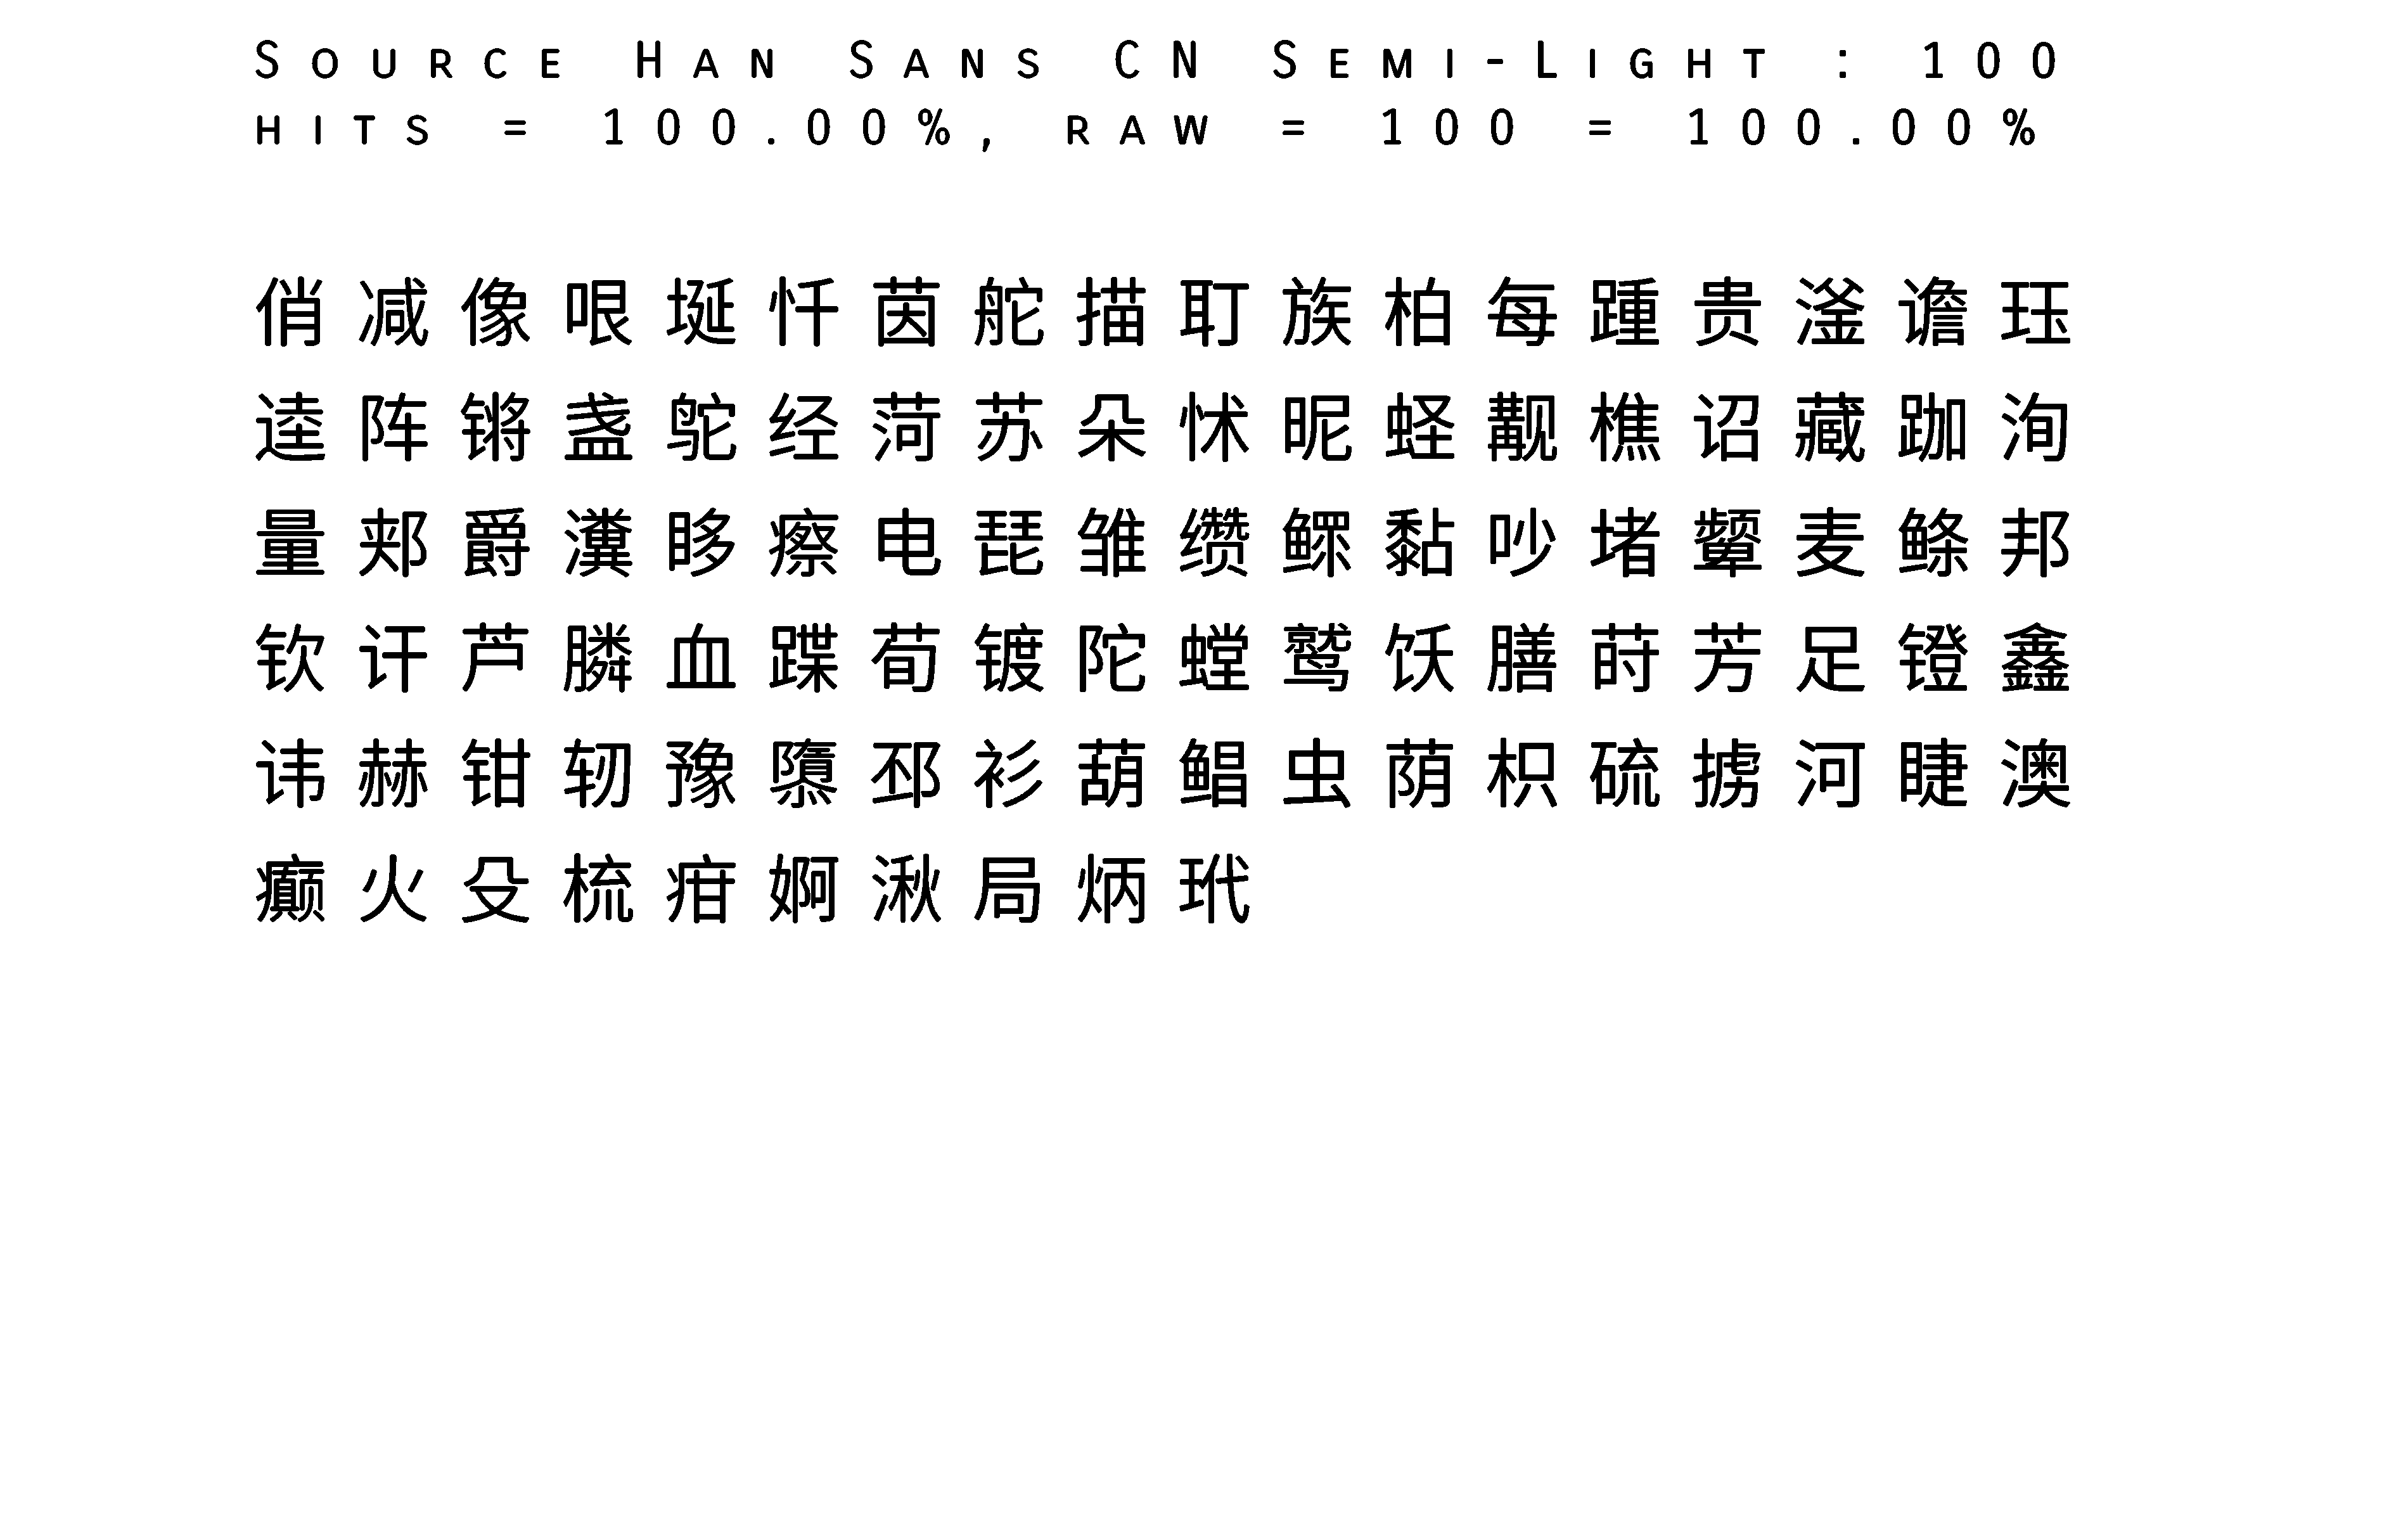 Source Han Sans CN Semi-Light : 100
hits = 100.00%, raw = 100 = 100.00%
俏减像哏埏忏茵舵描耵族柏每踵贵滏谵珏
逵阵锵盏鸵经菏苏朵怵昵蛏觏樵诏藏跏洵
量郏爵瀵眵瘵电琵雏缵鳏黏吵堵颦麦鲦邦
钦讦芦膦血蹀荀镀陀螳鹫饫膳莳芳足镫鑫
讳赫钳轫豫隳邳衫葫鲳虫荫枳硫掳河睫澳
癫火殳梳疳婀湫局炳玳